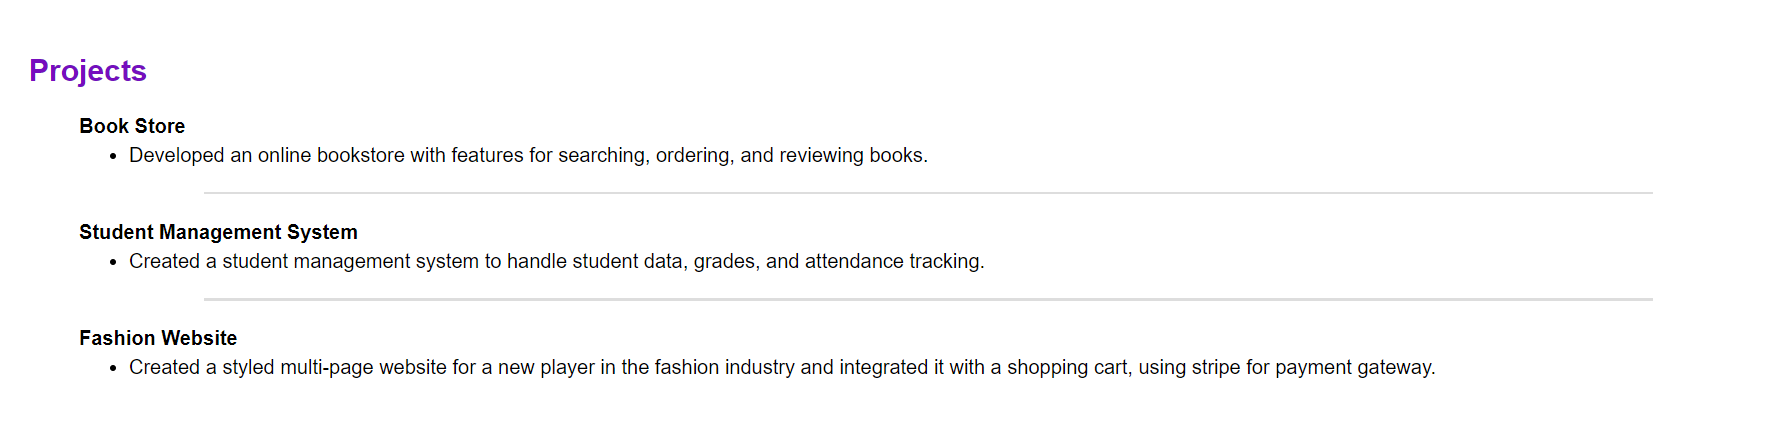 Projects
Book Store
• Developed an online bookstore with features for searching, ordering, and reviewing books.
Student Management System
• Created a student management system to handle student data, grades, and attendance tracking.
Fashion Website
• Created a styled multi-page website for a new player in the fashion industry and integrated it with a shopping cart, using stripe for payment gateway.